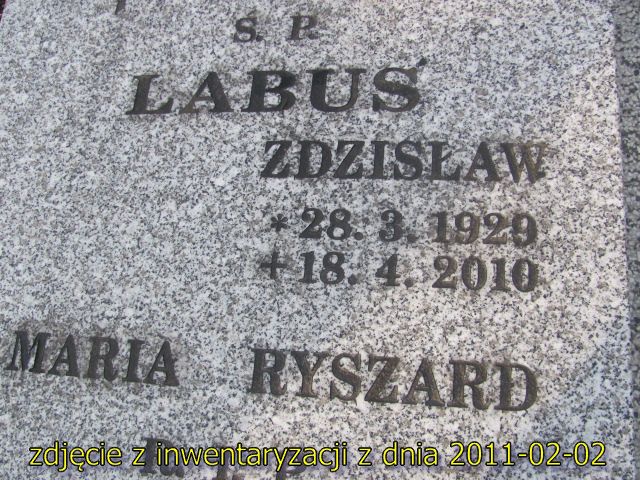 Ś. P.
LABUŚ
ZDZISŁAW
* 28. 3. 1929
+ 18. 4. 2010
MARIA RYSZARD
zdjęcie z inwentaryzacji z dnia 2011-02-02